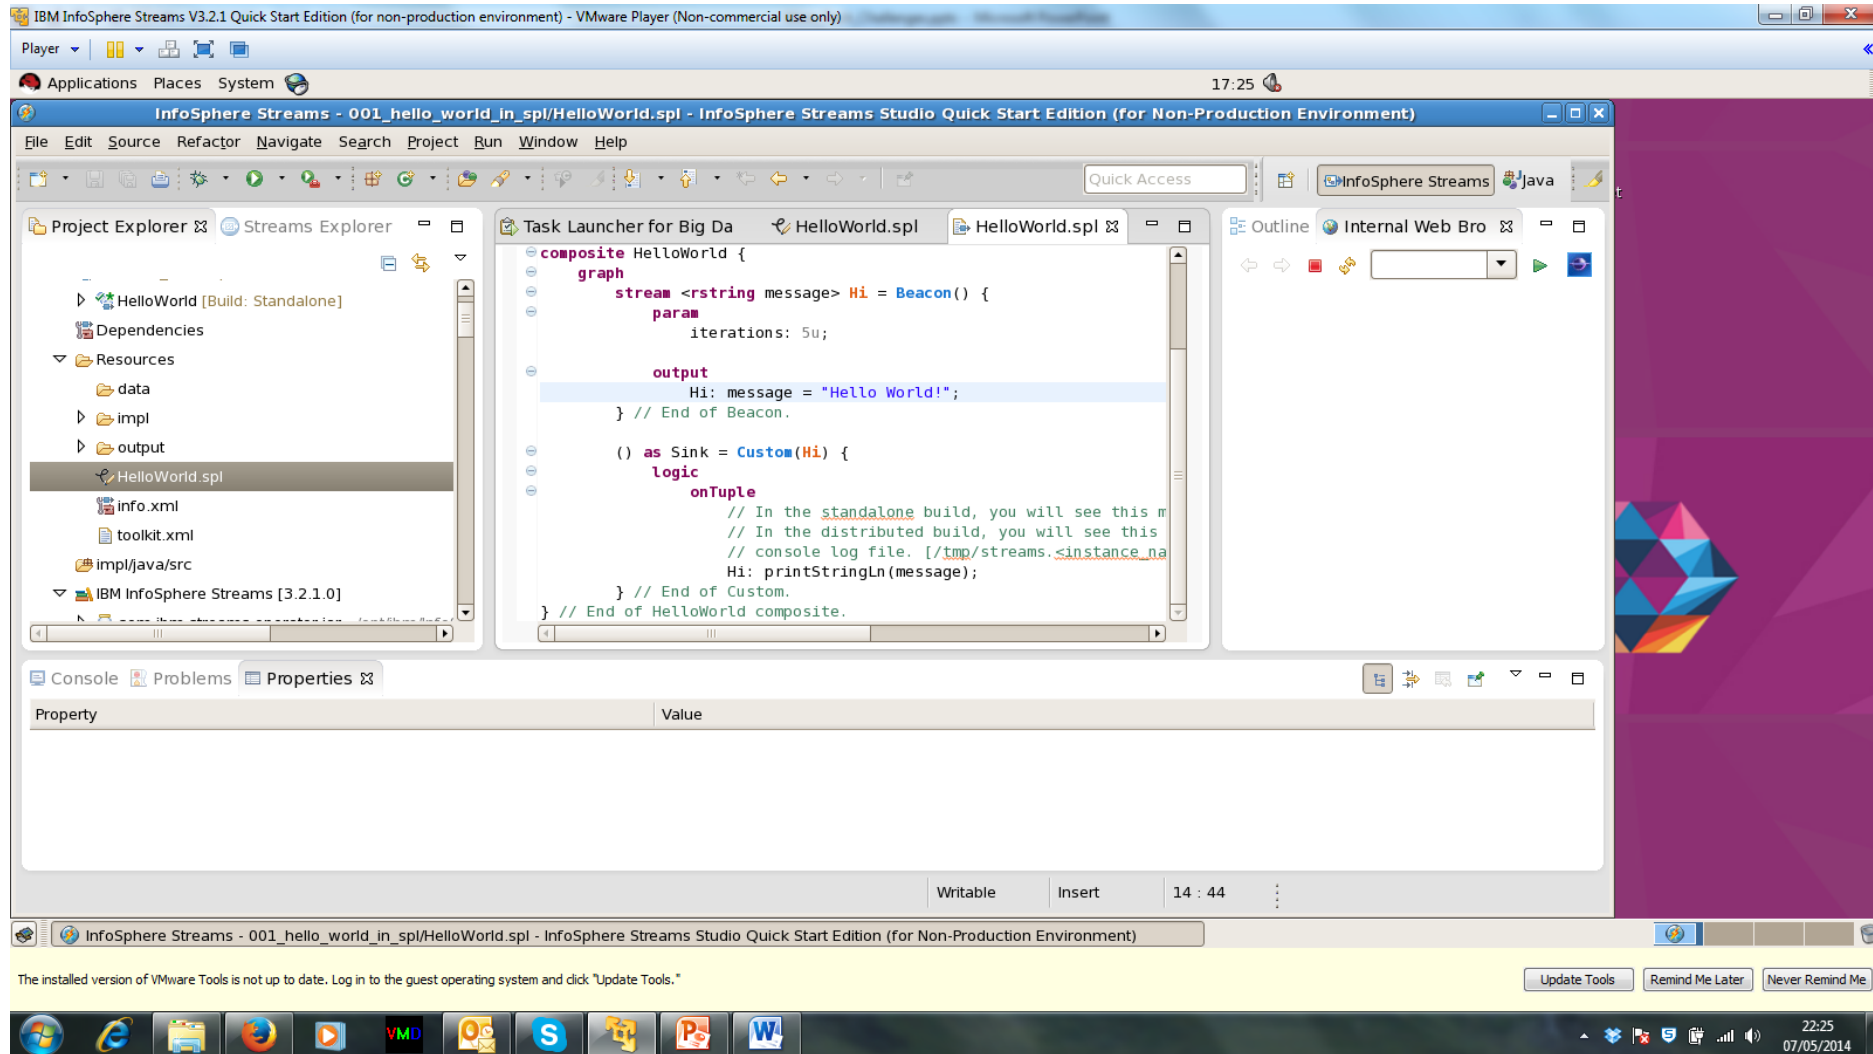 IBM InfoSphere Streams V3.2.1 Quick Start Edition (for non-production environment) - VMware Player (Non-commercial use only)
Player
Applications Places System 17:25
InfoSphere Streams - 001_hello_world_in_spl/HelloWorld.spl - InfoSphere Streams Studio Quick Start Edition (for Non-Production Environment)
File Edit Source Refactor Navigate Search Project Run Window Help
Quick Access InfoSphere Streams Java
Project Explorer Streams Explorer
HelloWorld [Build: Standalone]
Dependencies
Resources
data
impl
output
HelloWorld.spl
info.xml
toolkit.xml
impl/java/src
IBM InfoSphere Streams [3.2.1.0]
Task Launcher for Big Da HelloWorld.spl HelloWorld.spl
composite HelloWorld {
graph
stream <rstring message> Hi = Beacon() {
param
iterations: 5u;
output
Hi: message = "Hello World!";
} // End of Beacon.
() as Sink = Custom(Hi) {
logic
onTuple
// In the standalone build, you will see this m
// In the distributed build, you will see this
// console log file. [/tmp/streams.<instance_na
Hi: printStringLn(message);
} // End of Custom.
} // End of HelloWorld composite.
Outline Internal Web Bro
Console Problems Properties
Property Value
Writable Insert 14 : 44
InfoSphere Streams - 001_hello_world_in_spl/HelloWorld.spl - InfoSphere Streams Studio Quick Start Edition (for Non-Production Environment)
The installed version of VMware Tools is not up to date. Log in to the guest operating system and click "Update Tools."
Update Tools Remind Me Later Never Remind Me
VMD
22:25
07/05/2014